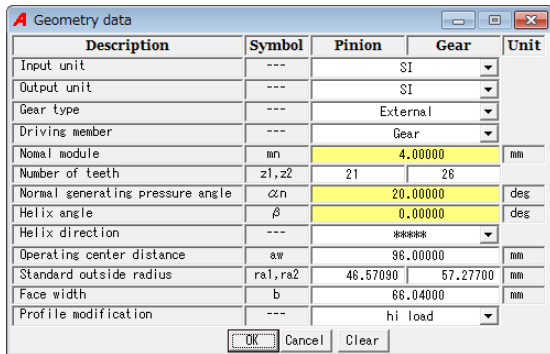 Geometry data
Description Symbol Pinion Gear Unit
Input unit --- SI
Output unit --- SI
Gear type --- External
Driving member --- Gear
Nomal module mn 4.00000 mm
Number of teeth z1,z2 21 26
Normal generating pressure angle αn 20.00000 deg
Helix angle β 0.00000 deg
Helix direction --- *****
Operating center distance aw 96.00000 mm
Standard outside radius ra1,ra2 46.57090 57.27700 mm
Face width b 66.04000 mm
Profile modification --- hi load
OK Cancel Clear